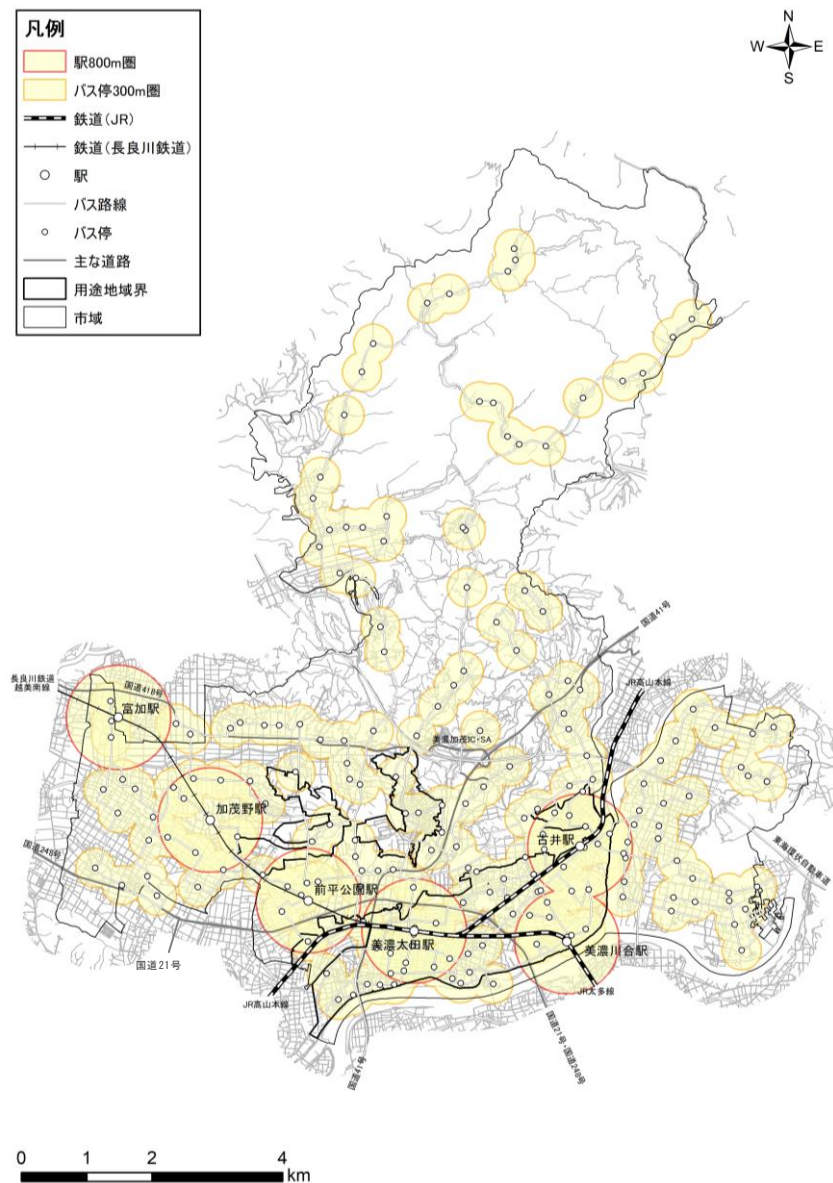 凡例
駅800m圏
バス停300m圏
鉄道(JR)
鉄道(長良川鉄道)
駅
バス路線
バス停
主な道路
用途地域界
市域
N
W
E
S
国道41号
長良川鉄道
越美南線
国道418号
富加駅
JR高山本線
美濃加茂IC・SA
加茂野駅
古井駅
東海環状自動車道
国道248号
前平公園駅
美濃太田駅
美濃川合駅
国道21号
JR高山本線
JR太多線
国道41号
国道21号・国道248号
0 1 2 4
km